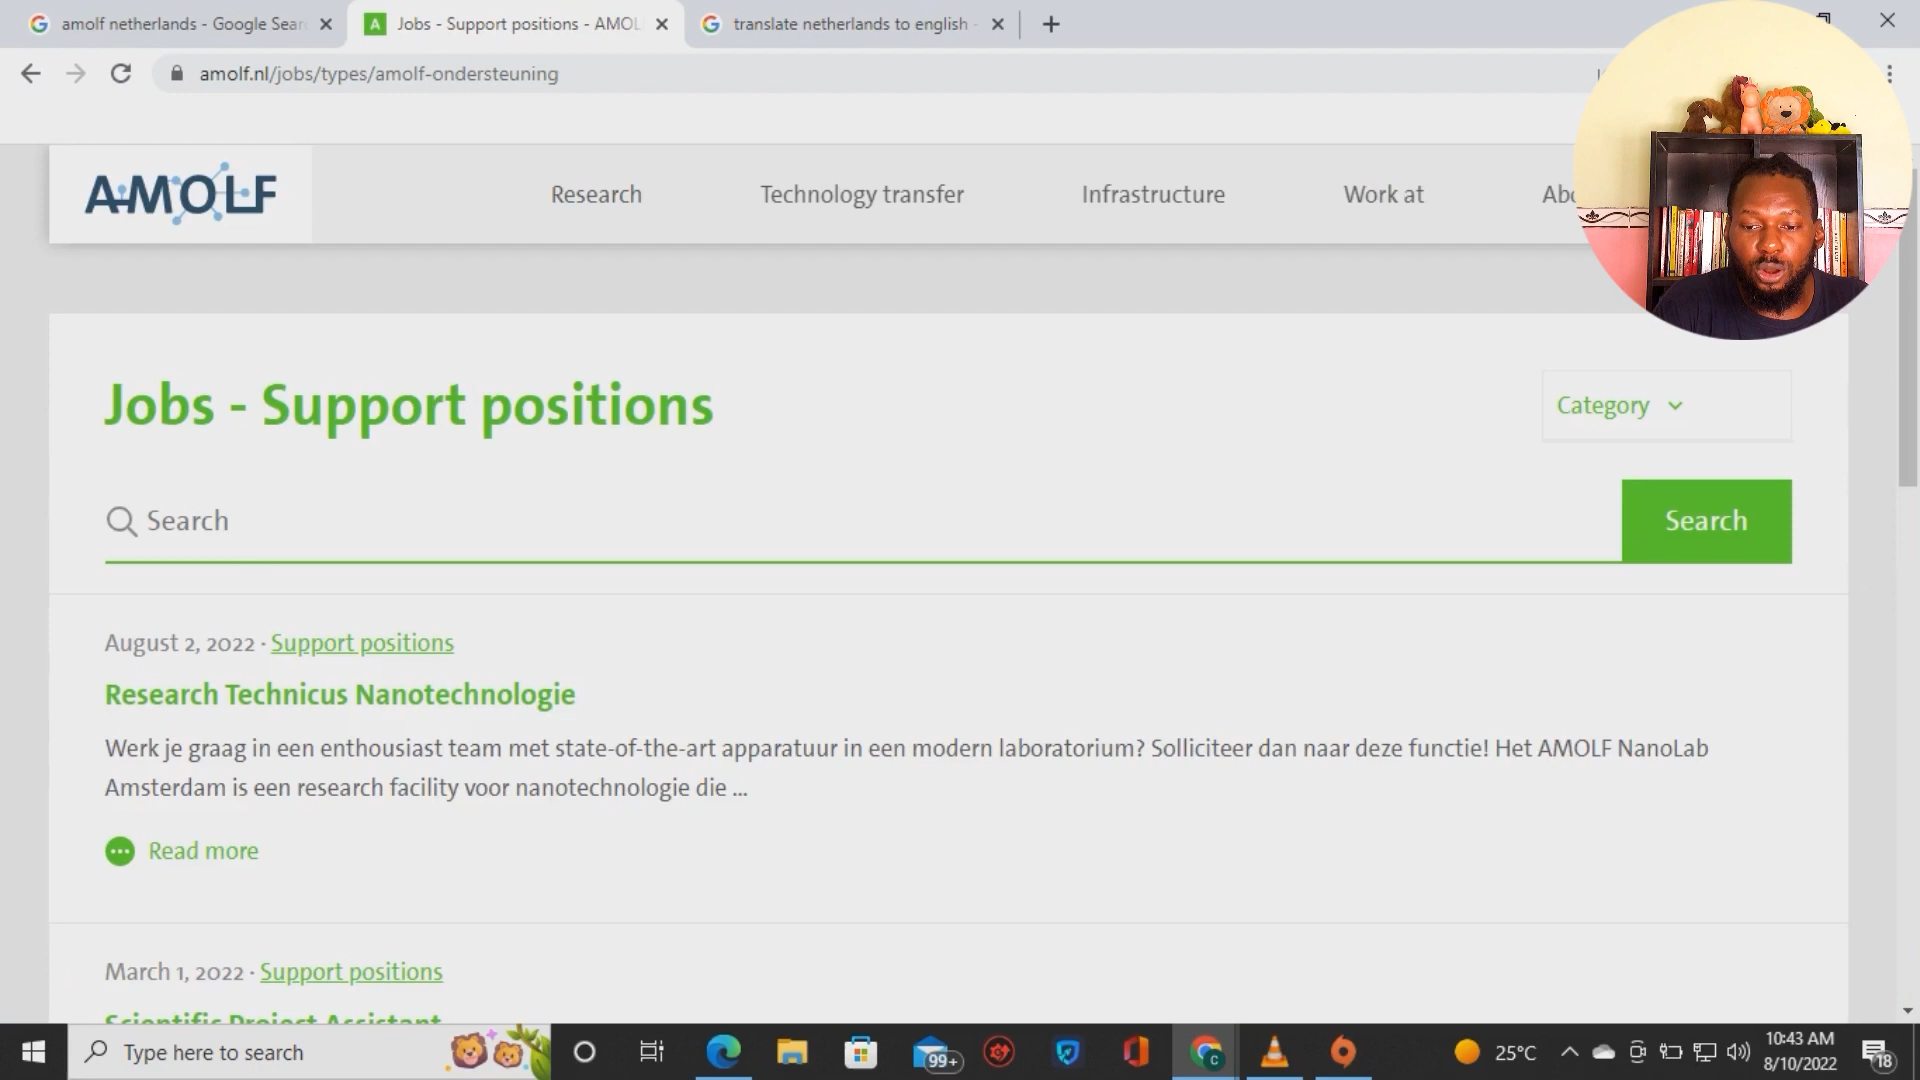 amolf netherlands - Google Sear
Jobs - Support positions - AMOL
translate netherlands to english -
amolf.nl/jobs/types/amolf-ondersteuning
AMOLF
Research
Technology transfer
Infrastructure
Work at
Abo
Jobs - Support positions
Category
Search
Search
August 2, 2022 · Support positions
Research Technicus Nanotechnologie
Werk je graag in een enthousiast team met state-of-the-art apparatuur in een modern laboratorium? Solliciteer dan naar deze functie! Het AMOLF NanoLab
Amsterdam is een research facility voor nanotechnologie die ...
Read more
March 1, 2022 · Support positions
Scientific Project Assistant
Type here to search
99+
25°C
10:43 AM
8/10/2022
18